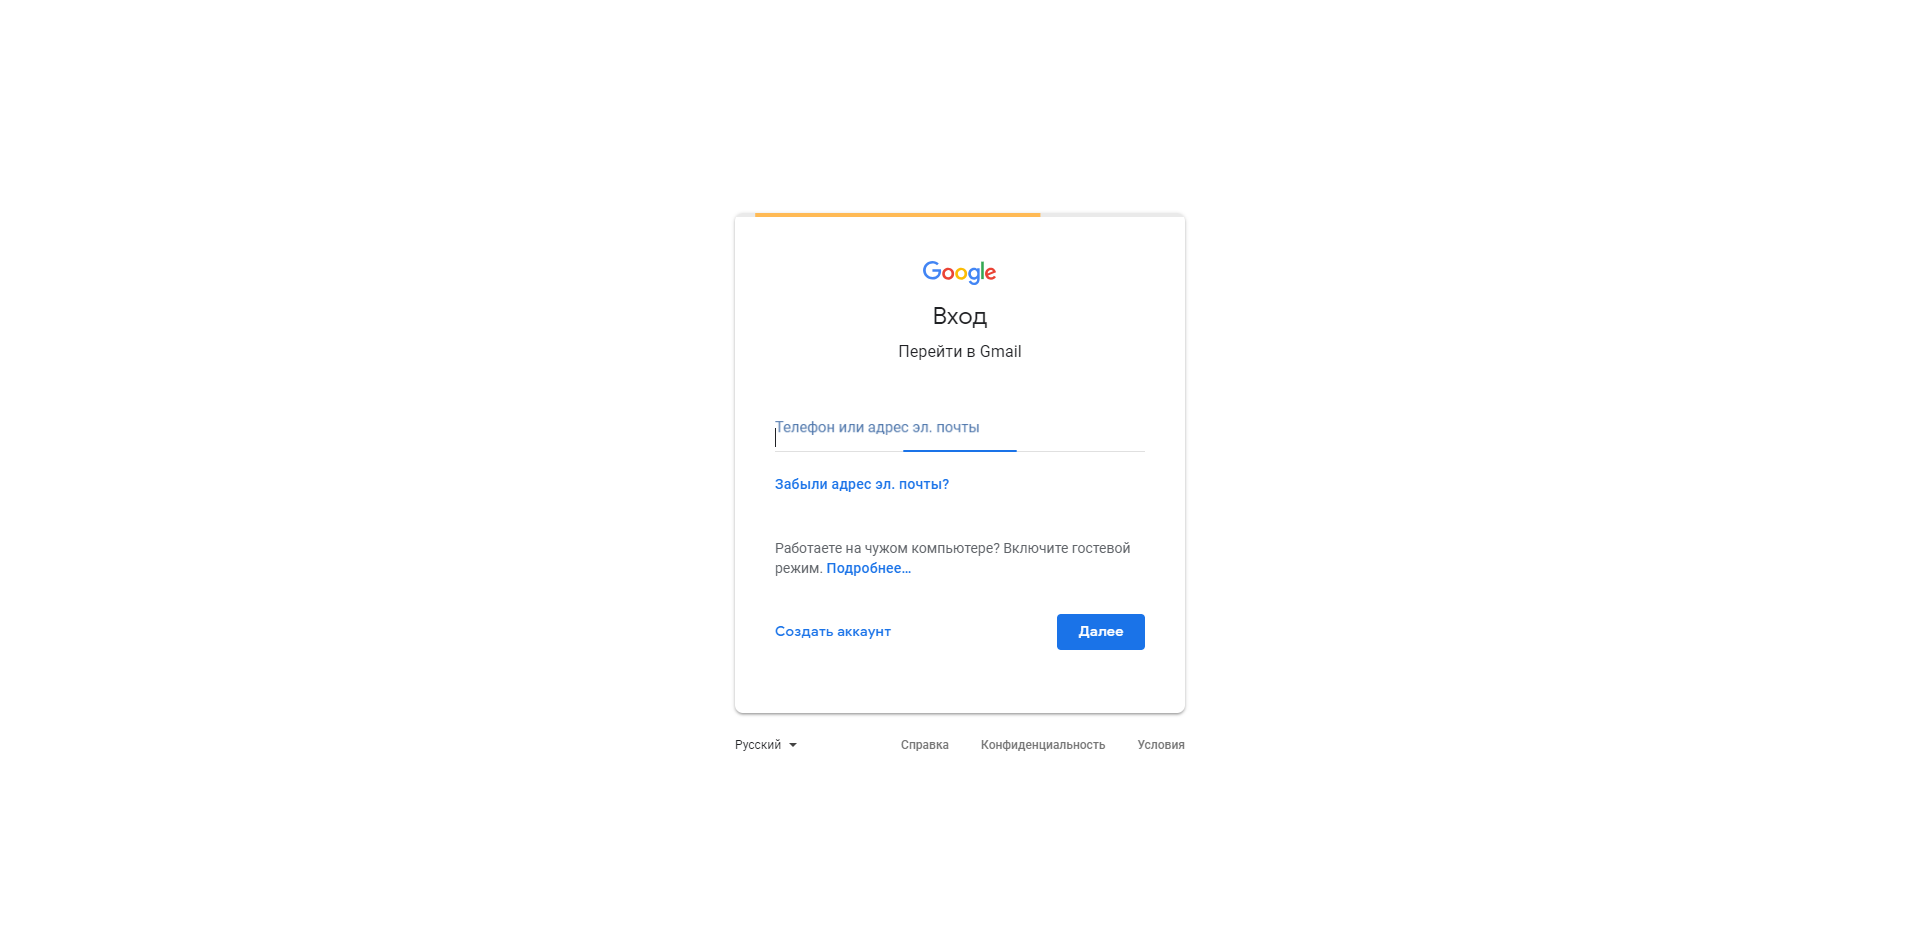 Google
Вход
Перейти в Gmail
Телефон или адрес эл. почты
Забыли адрес эл. почты?
Работаете на чужом компьютере? Включите гостевой
режим. Подробнее...
Создать аккаунт
Далее
Русский
Справка
Конфиденциальность
Условия